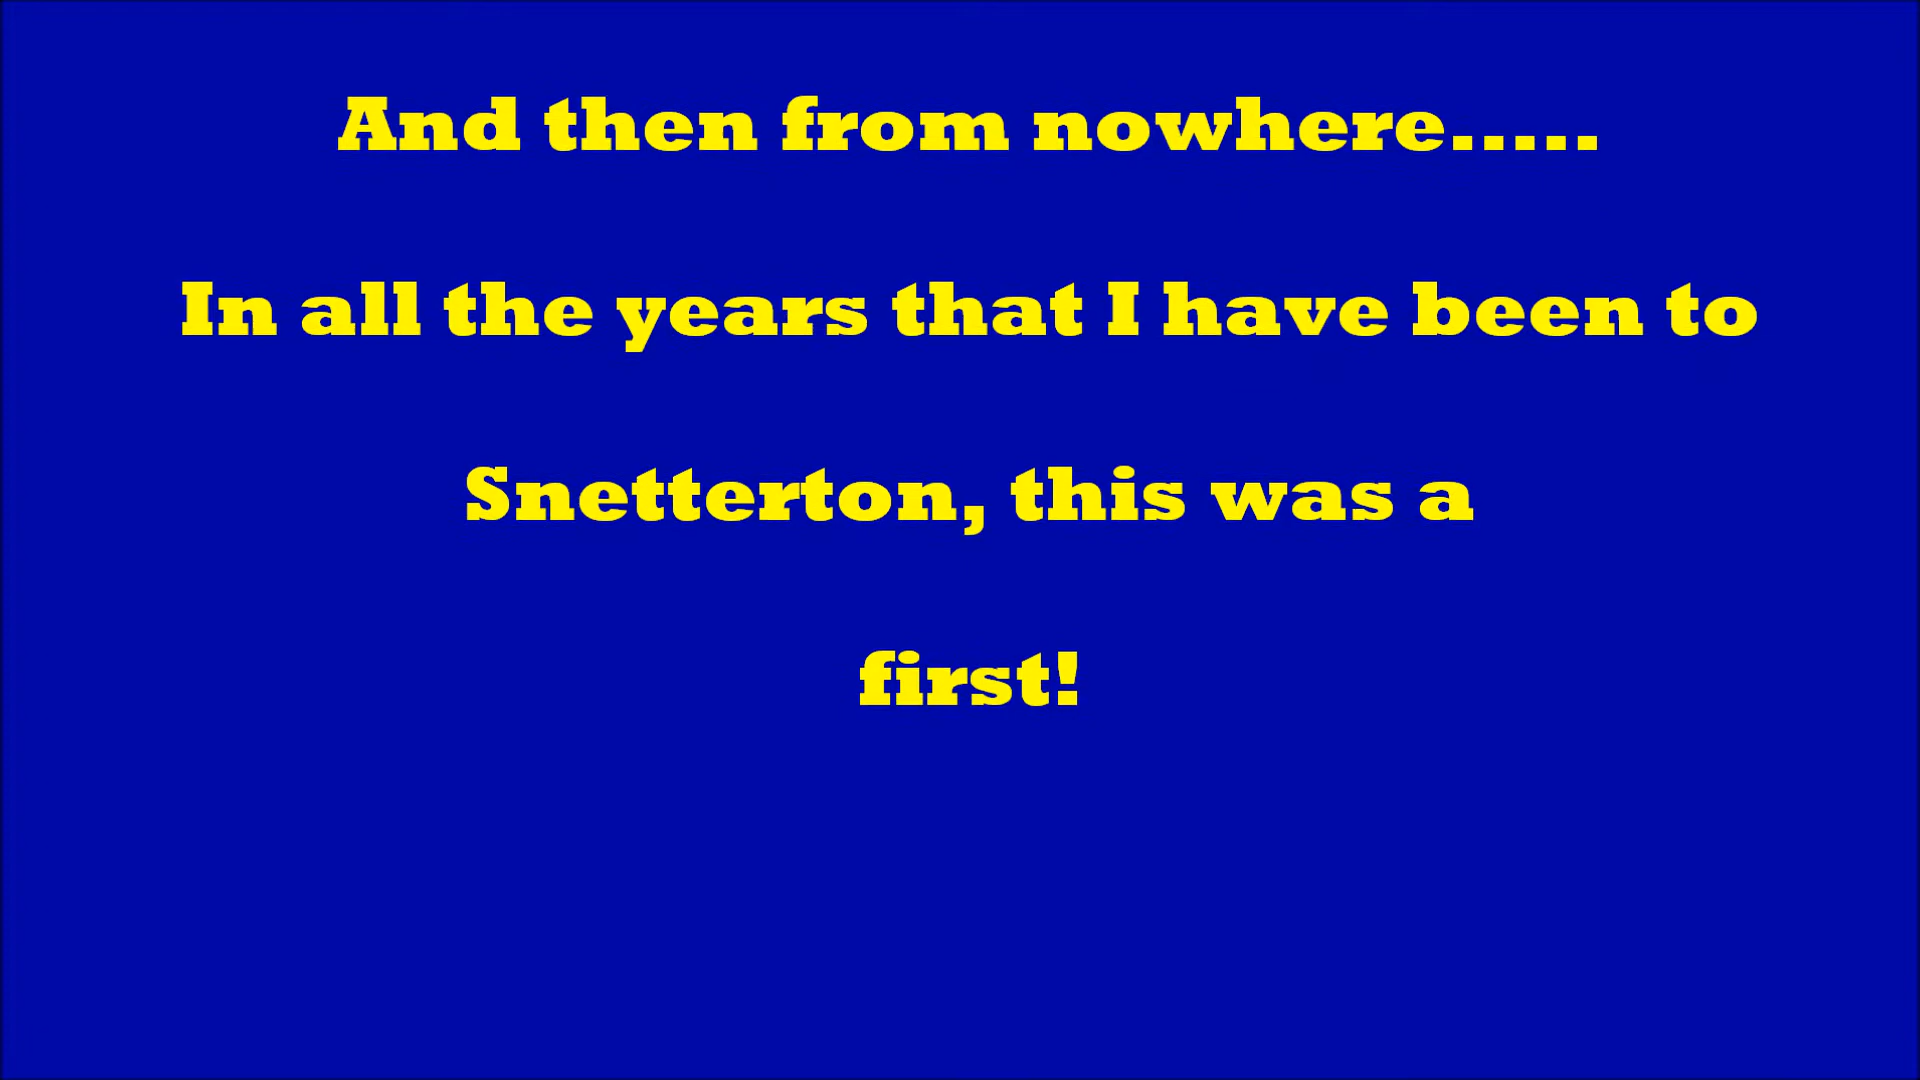 And then from nowhere.....
In all the years that I have been to
Snetterton, this was a
first!